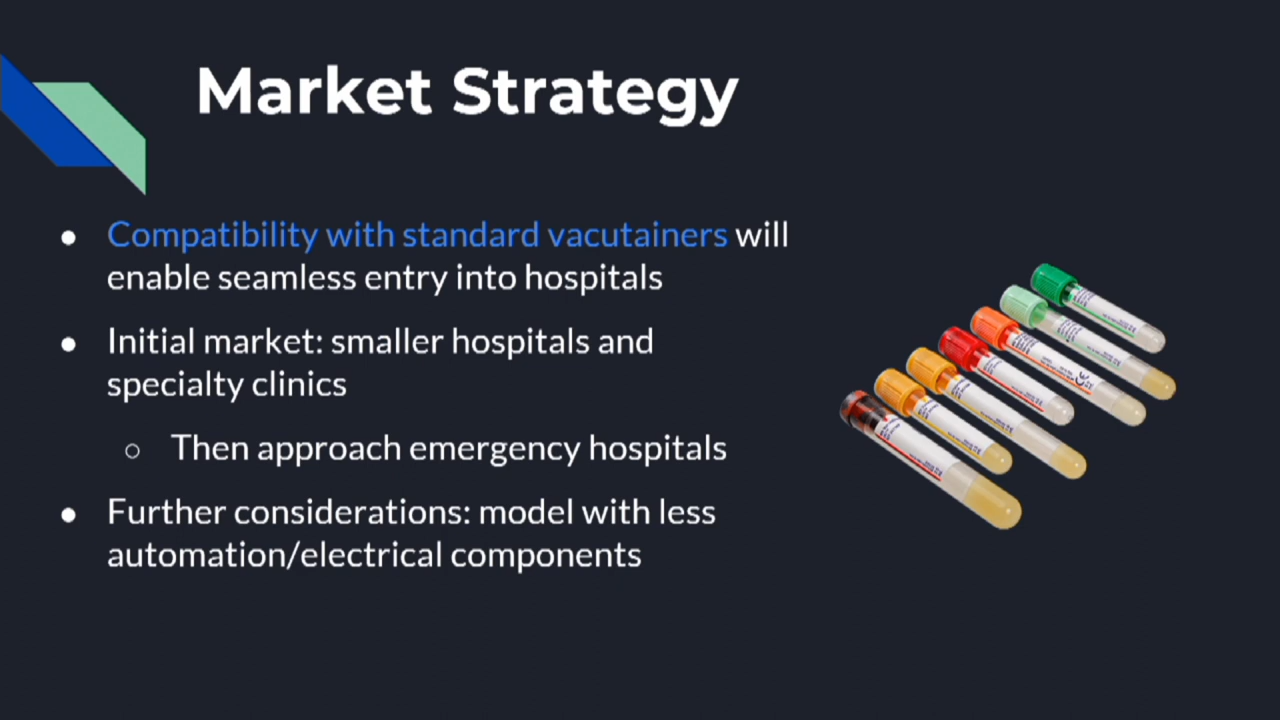 Market Strategy
Compatibility with standard vacutainers will
enable seamless entry into hospitals
Initial market: smaller hospitals and
specialty clinics
Then approach emergency hospitals
Further considerations: model with less
automation/electrical components